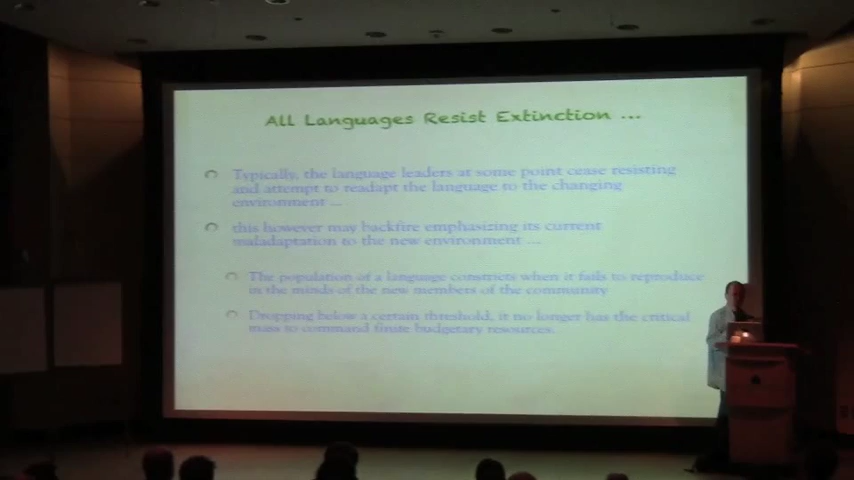 All Languages Resist Extinction ...
Typically, the language leaders at some point cease resisting
and attempt to readapt the language to the changing
environment ...
this however may backfire emphasizing its current
maladaptation to the new environment ...
The population of a language constricts when it fails to reproduce
in the minds of the new members of the community
Dropping below a certain threshold, it no longer has the critical
mass to command finite budgetary resources.